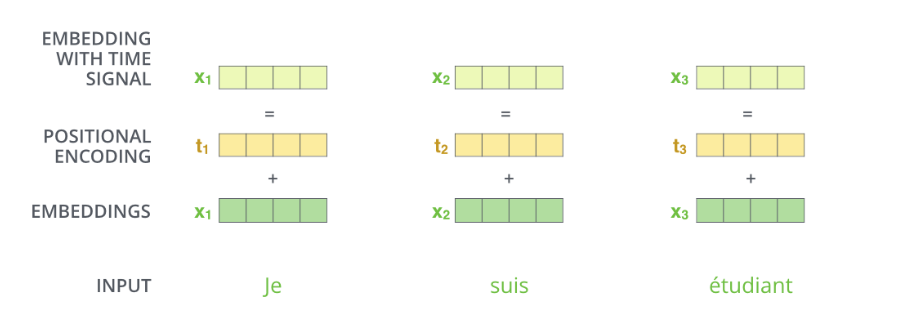 EMBEDDING
WITH TIME
SIGNAL
x₁ x₂ x₃
= = =
POSITIONAL
ENCODING
t₁ t₂ t₃
+ + +
EMBEDDINGS x₁ x₂ x₃
INPUT Je suis étudiant